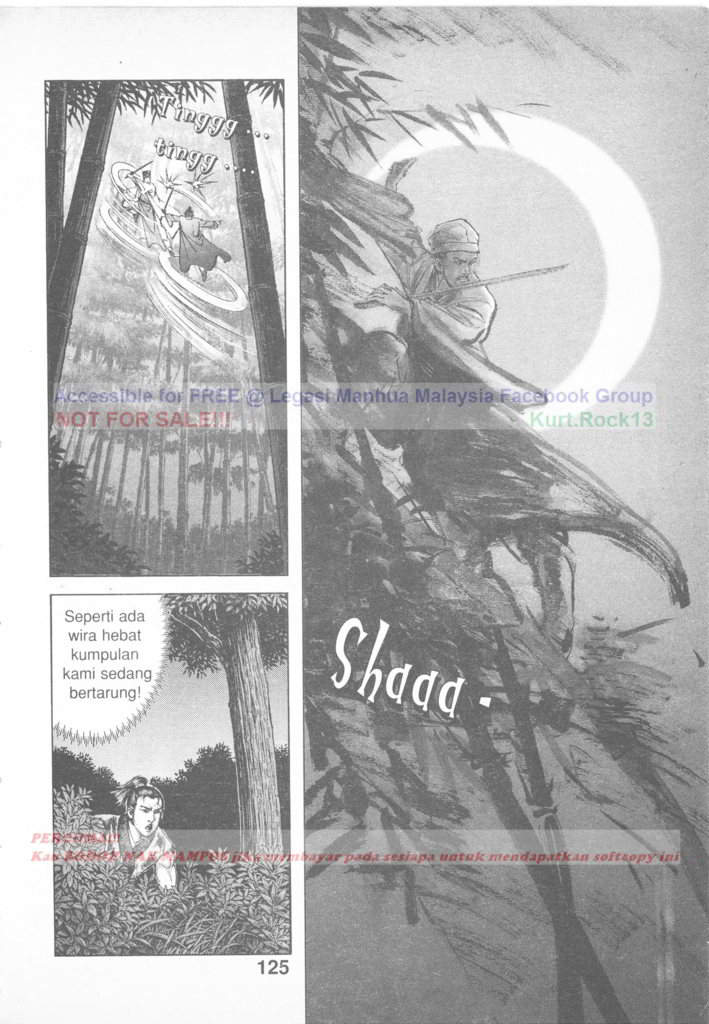 Tinggg ...
tingg ....
Accessible for FREE @ Legasi Manhua Malaysia Facebook Group
NOT FOR SALE!!!
Kurt.Rock13
Seperti ada
wira hebat
kumpulan
kami sedang
bertarung!
Shaaa -
PERCUMA!!
jika membayar pada sesiapa untuk mendapatkan softcopy ini
125